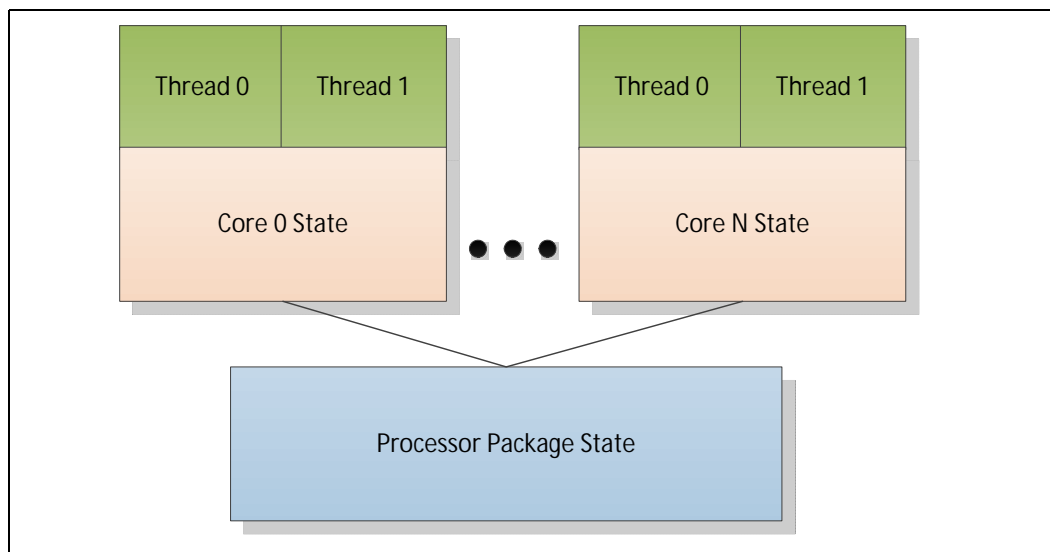 Thread 0
Thread 1
Thread 0
Thread 1
Core 0 State
Core N State
Processor Package State